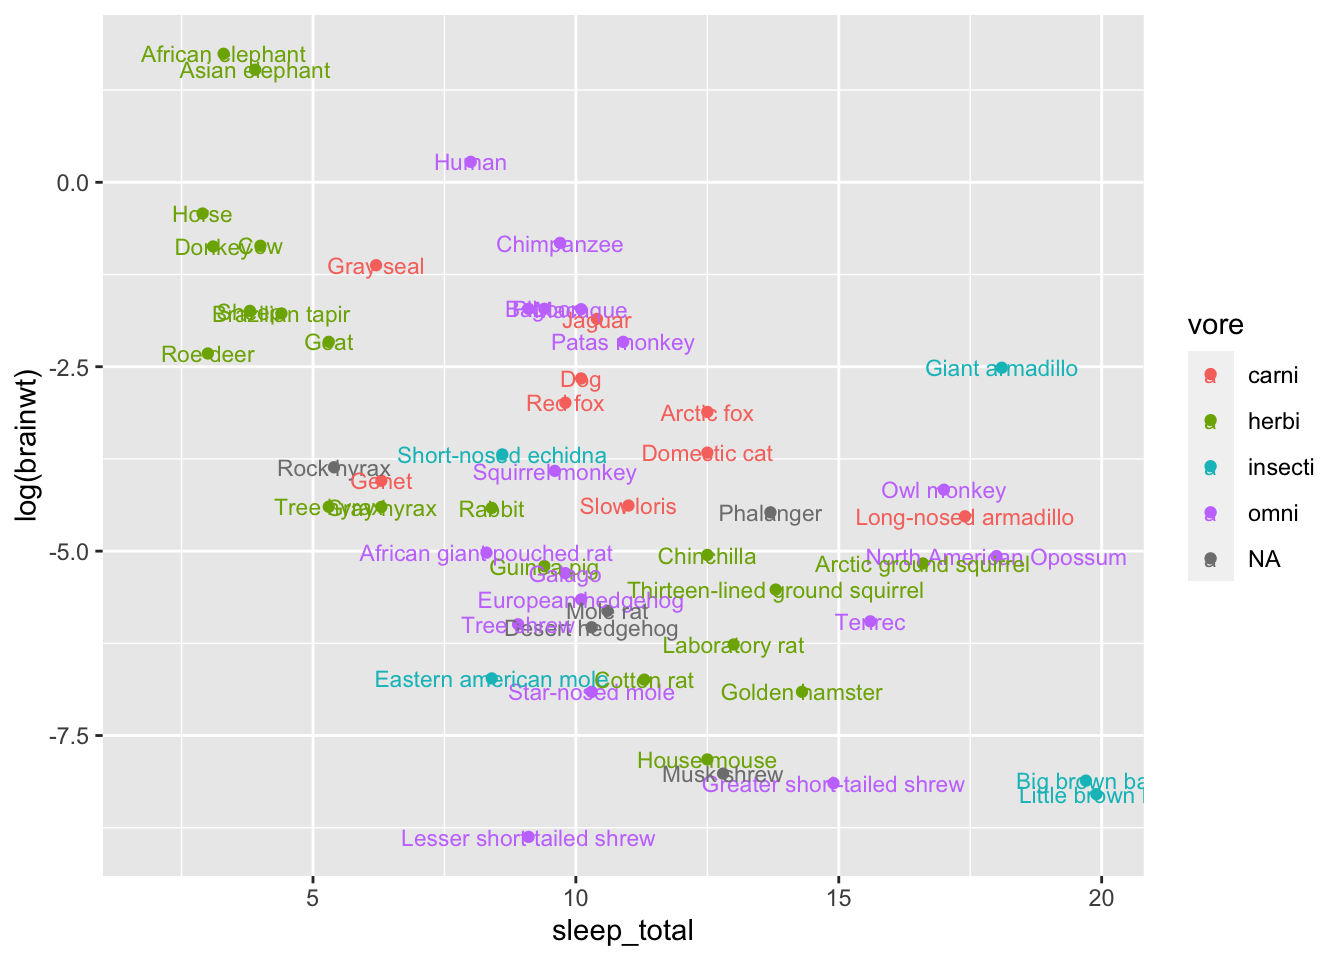 African elephant
Asian elephant
Human
0.0
Horse
Donkey
Cow
Chimpanzee
Gray seal
Sheep
Brazilian tapir
Macaque
Jaguar
Goat
Patas monkey
Roe deer
-2.5
Giant armadillo
Dog
Red fox
Arctic fox
Short-nosed echidna
Domestic cat
Rock hyrax
Squirrel monkey
Genet
Owl monkey
Tree hyrax
Gray hyrax
Rabbit
Slow loris
Phalanger
Long-nosed armadillo
-5.0
African giant pouched rat
Chinchilla
North American Opossum
Guinea pig
Arctic ground squirrel
Galago
Thirteen-lined ground squirrel
European hedgehog
Mole rat
Tree shrew
Desert hedgehog
Tenrec
Laboratory rat
Eastern american mole
Cotton rat
Star-nosed mole
Golden hamster
-7.5
House mouse
Musk shrew
Greater short-tailed shrew
Big brown ba
Little brown
Lesser short-tailed shrew
5
10
15
20
sleep_total
log(brainwt)
vore
a carni
a herbi
a insecti
a omni
a NA